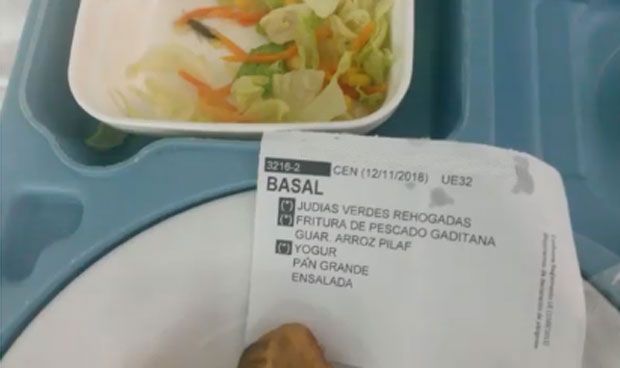 3216-2 CEN (12/11/2018) UE32
BASAL
(*) JUDIAS VERDES REHOGADAS
(*) FRITURA DE PESCADO GADITANA
GUAR. ARROZ PILAF
(*) YOGUR
PAN GRANDE
ENSALADA